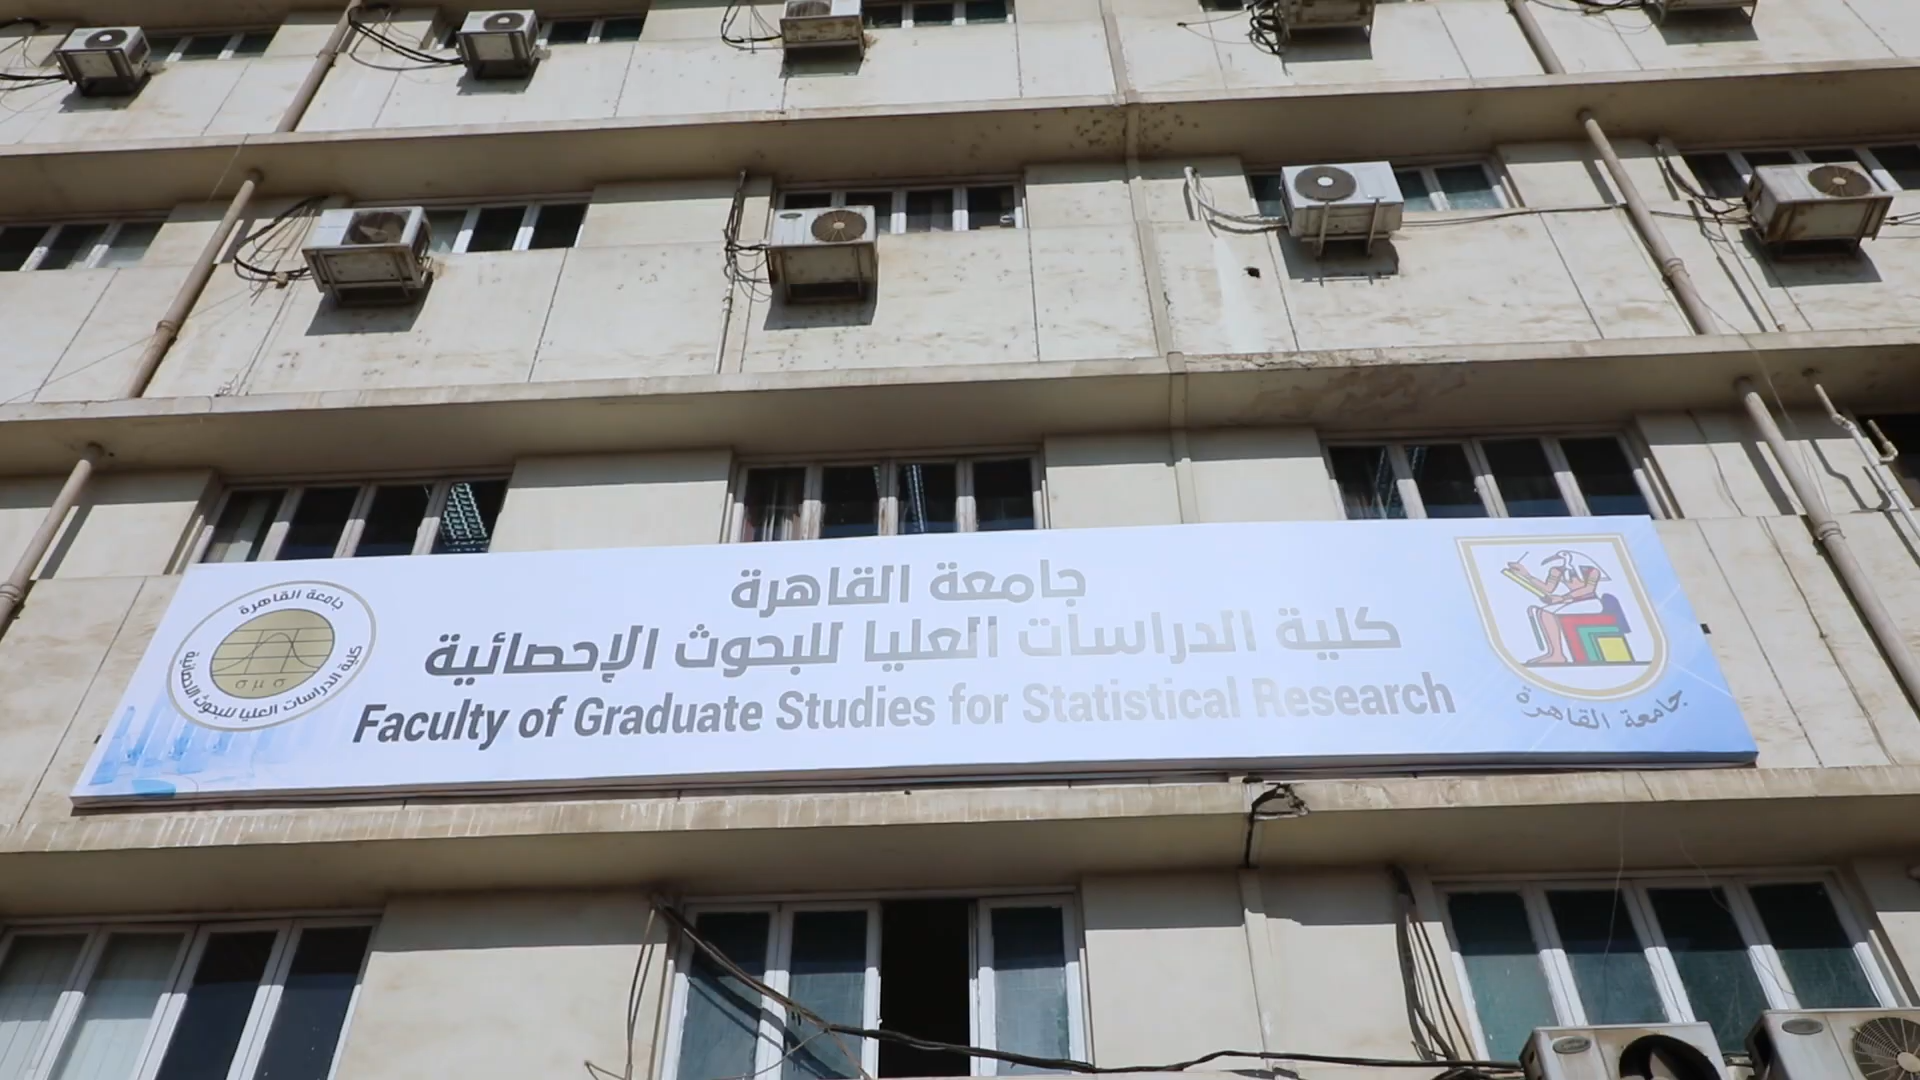 جامعة القاهرة
كلية الدراسات العليا للبحوث الإحصائية
Faculty of Graduate Studies for Statistical Research
جامعة القاهرة
كلية الدراسات العليا للبحوث الاحصائية
σ μ σ
جامعة القاهرة